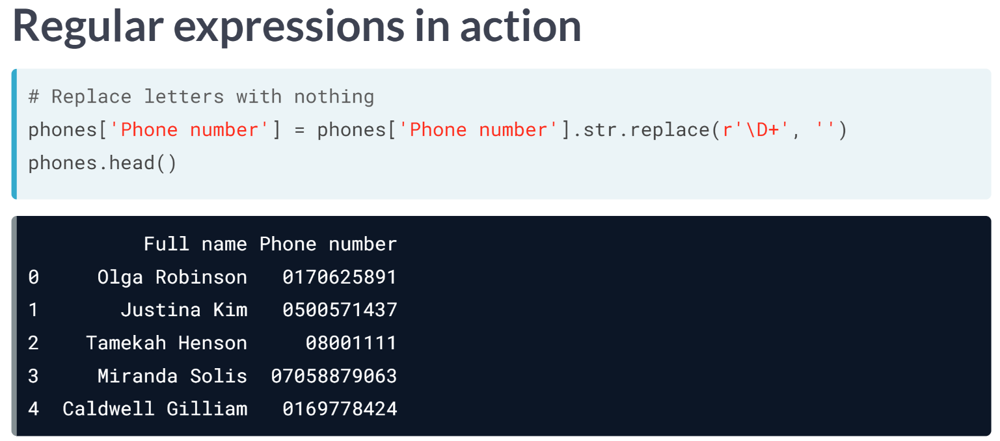 Regular expressions in action
# Replace letters with nothing
phones['Phone number'] = phones['Phone number'].str.replace(r'\D+', '')
phones.head()
Full name Phone number
0 Olga Robinson 0170625891
1 Justina Kim 0500571437
2 Tamekah Henson 08001111
3 Miranda Solis 07058879063
4 Caldwell Gilliam 0169778424